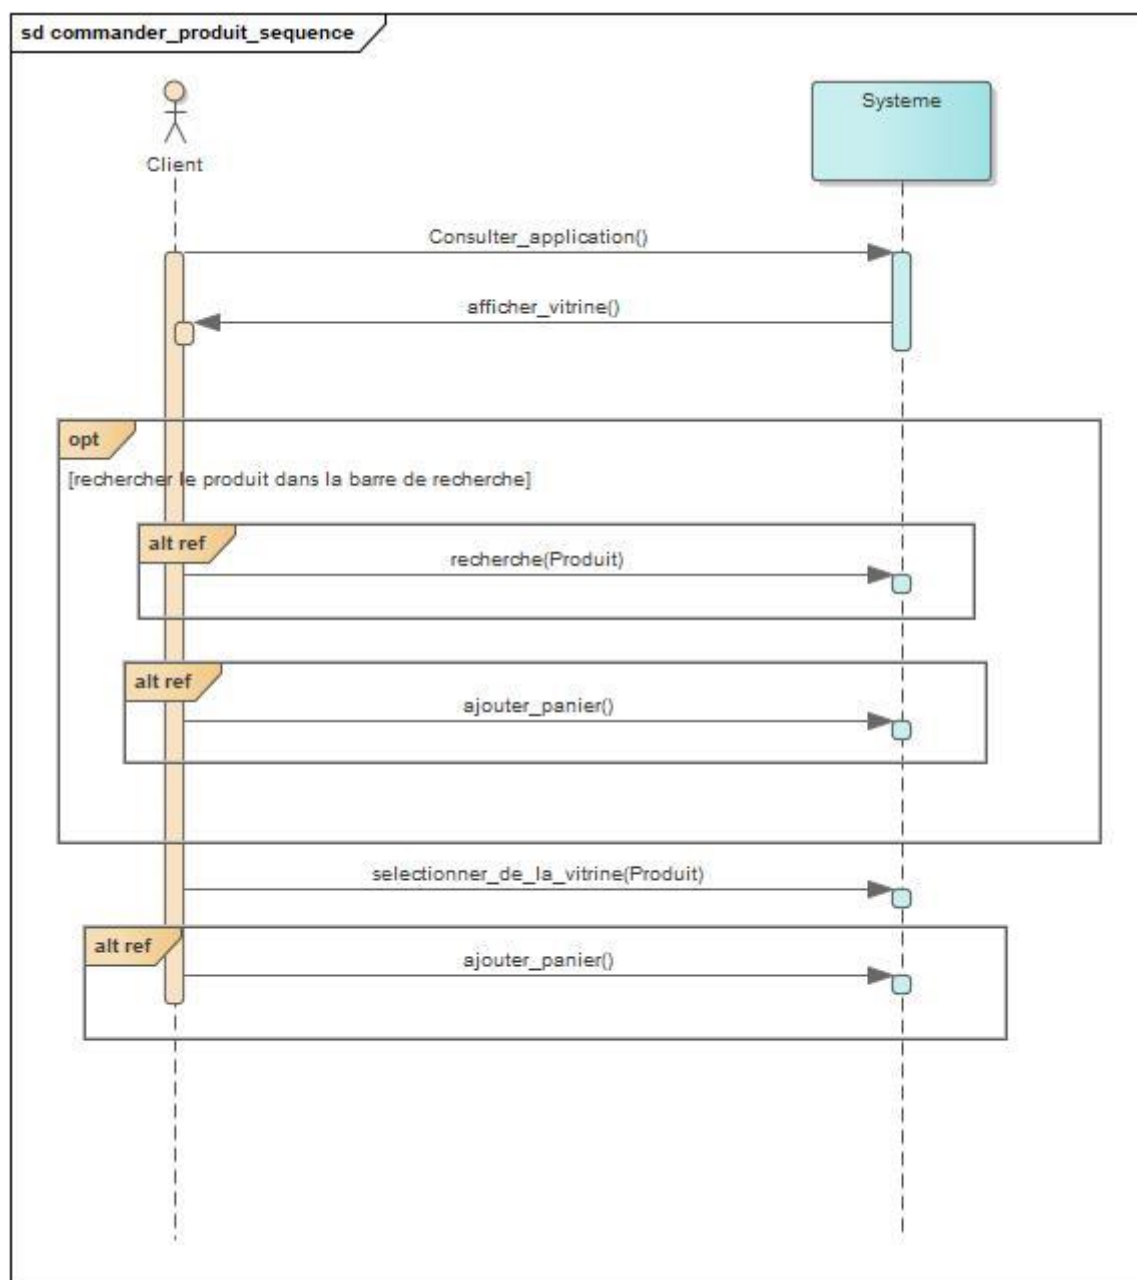 sd commander_produit_sequence
Client
Systeme
Consulter_application()
afficher_vitrine()
opt
[rechercher le produit dans la barre de recherche]
alt ref
recherche(Produit)
alt ref
ajouter_panier()
selectionner_de_la_vitrine(Produit)
alt ref
ajouter_panier()